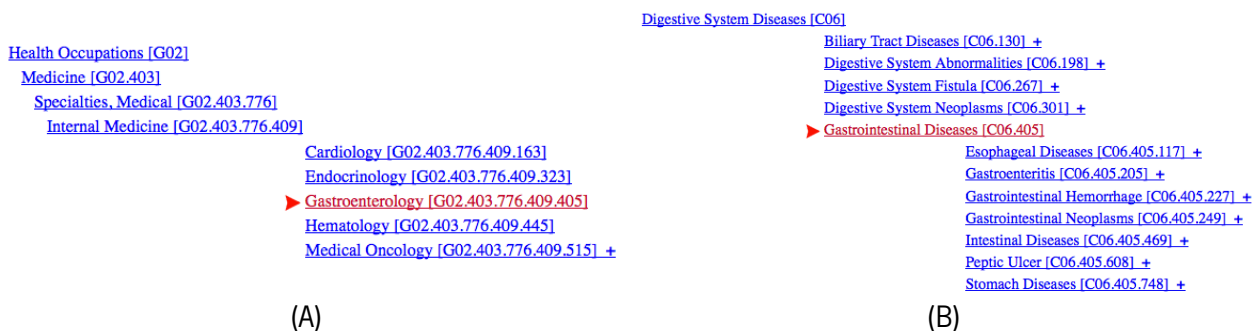 Health Occupations [G02]
Medicine [G02.403]
Specialties, Medical [G02.403.776]
Internal Medicine [G02.403.776.409]
Cardiology [G02.403.776.409.163]
Endocrinology [G02.403.776.409.323]
Gastroenterology [G02.403.776.409.405]
Hematology [G02.403.776.409.445]
Medical Oncology [G02.403.776.409.515] +
(A)
Digestive System Diseases [C06]
Biliary Tract Diseases [C06.130] +
Digestive System Abnormalities [C06.198] +
Digestive System Fistula [C06.267] +
Digestive System Neoplasms [C06.301] +
Gastrointestinal Diseases [C06.405]
Esophageal Diseases [C06.405.117] +
Gastroenteritis [C06.405.205] +
Gastrointestinal Hemorrhage [C06.405.227] +
Gastrointestinal Neoplasms [C06.405.249] +
Intestinal Diseases [C06.405.469] +
Peptic Ulcer [C06.405.608] +
Stomach Diseases [C06.405.748] +
(B)